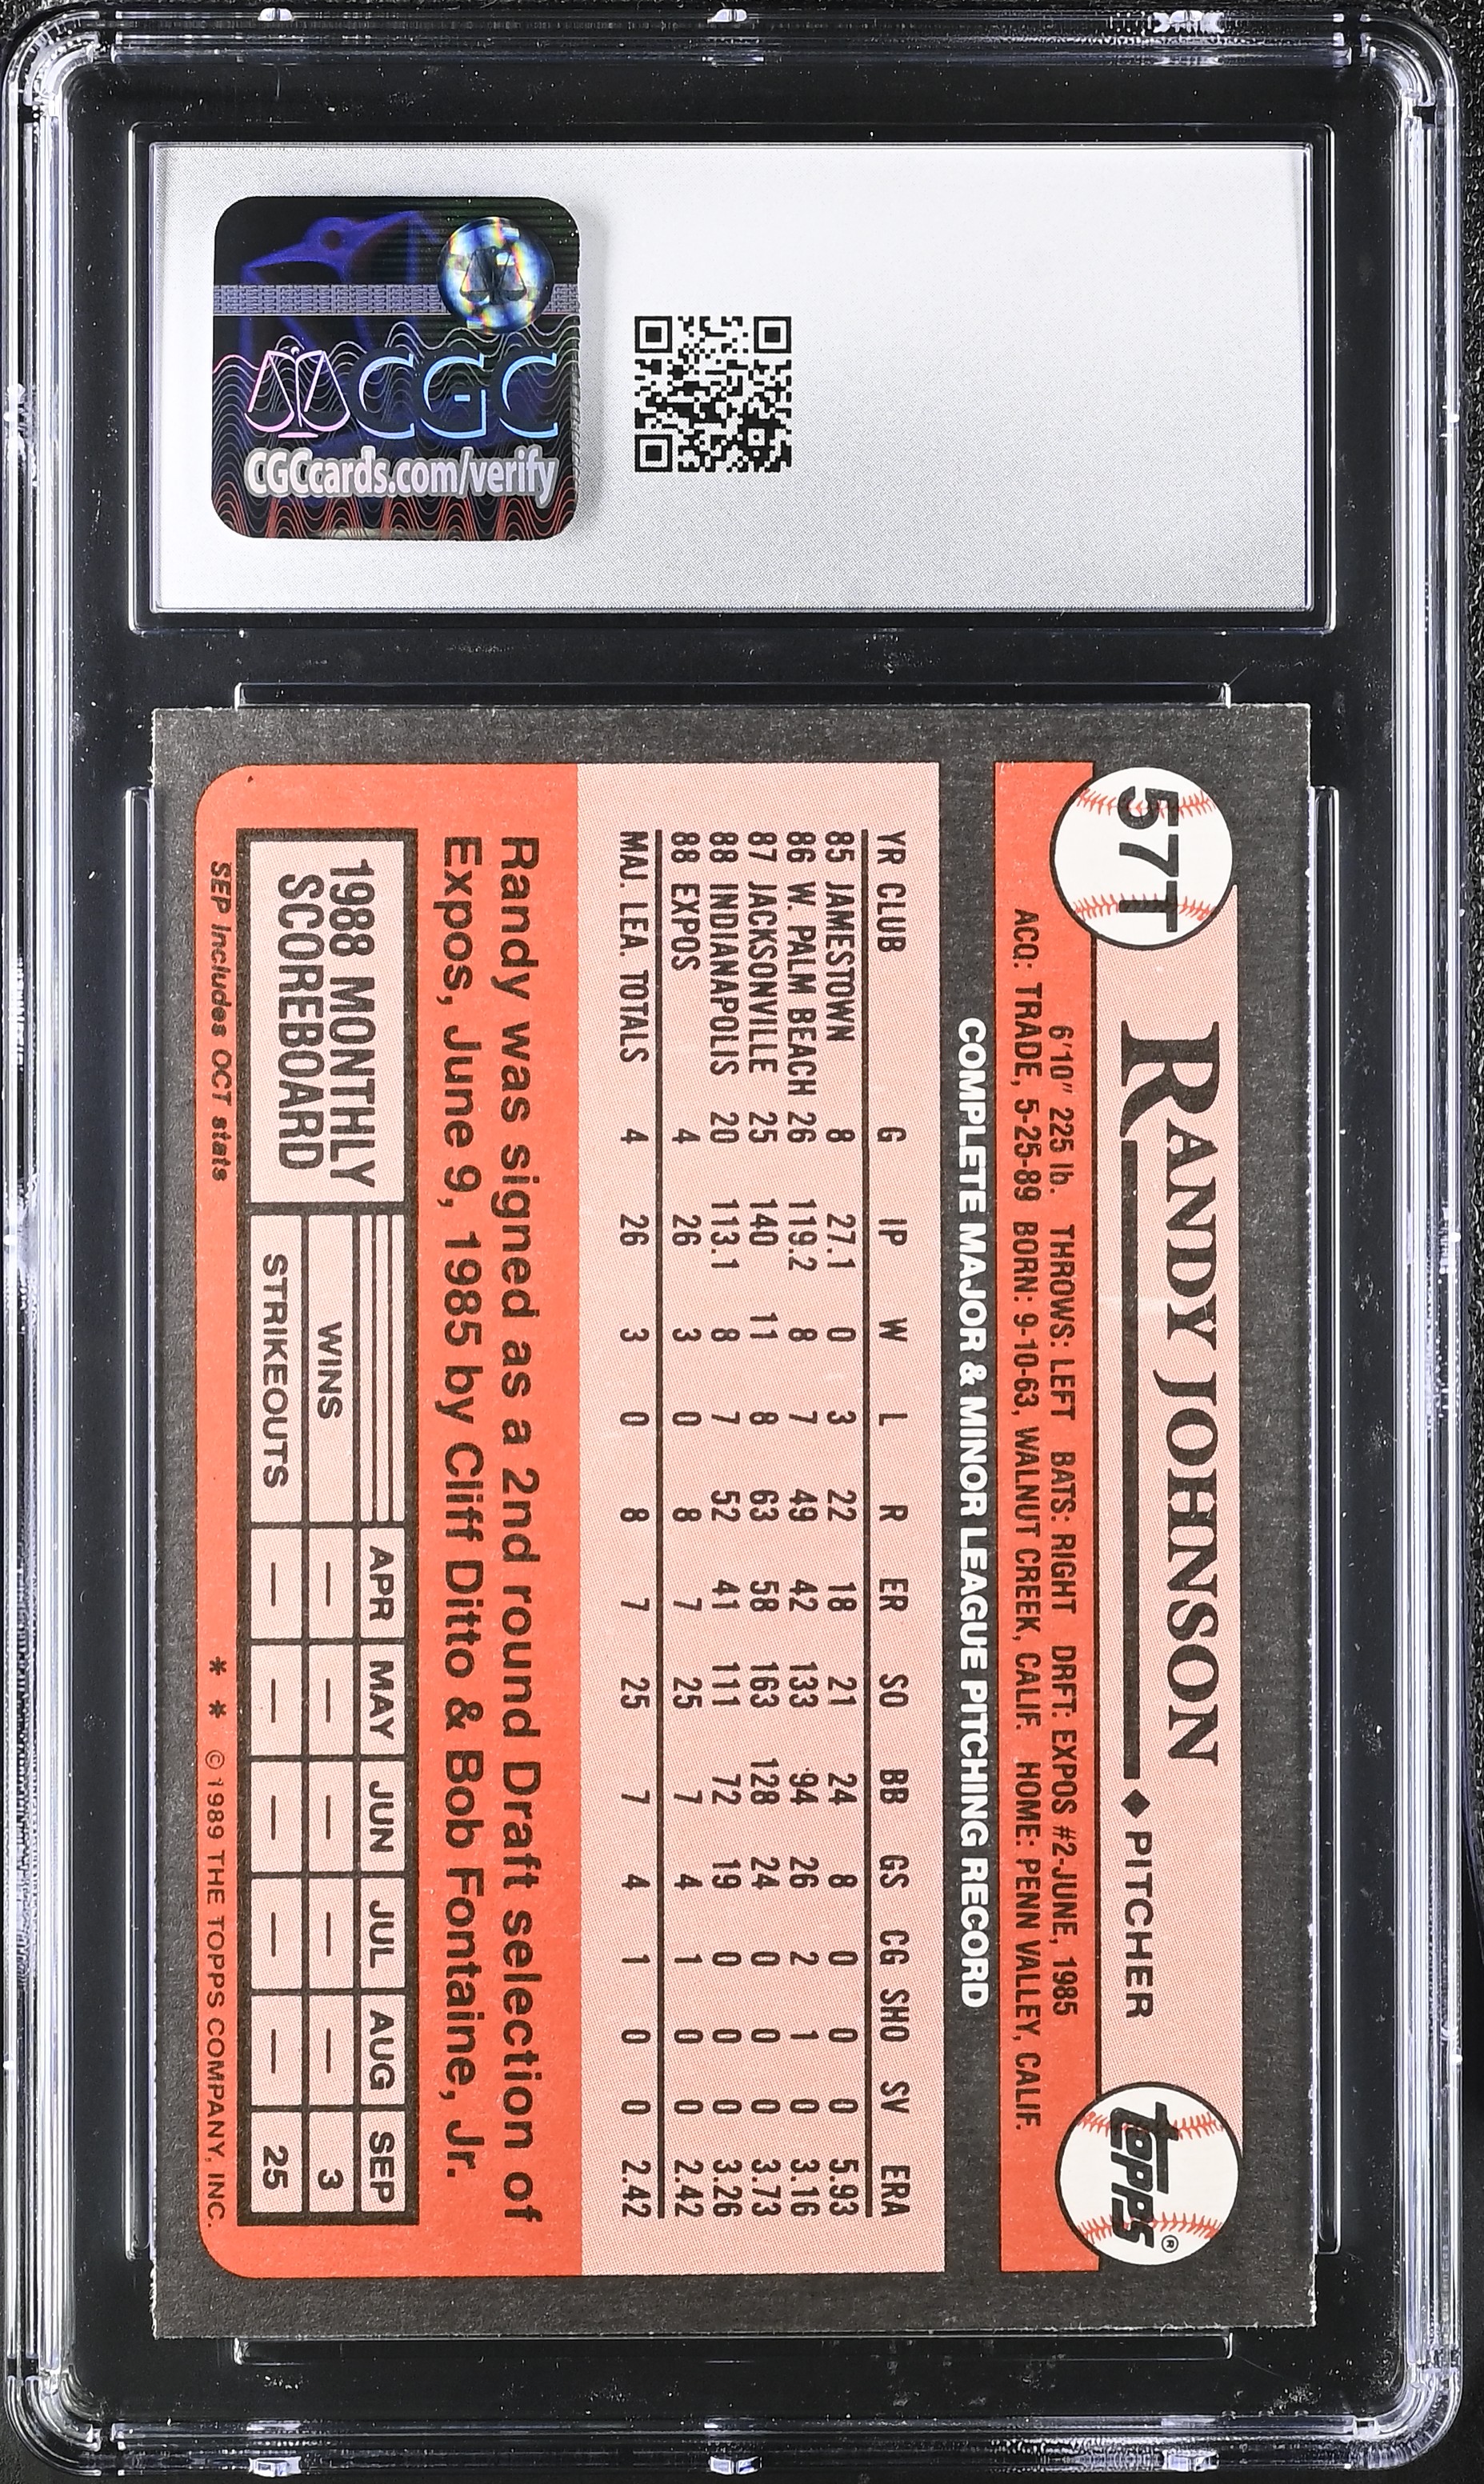 CGC
CGCcards.com/verify
57T
RANDY JOHNSON ◆ PITCHER
topps®
6'10" 225 lb. THROWS: LEFT BATS: RIGHT DRFT: EXPOS #2-JUNE, 1985
ACQ: TRADE, 5-25-89 BORN: 9-10-63, WALNUT CREEK, CALIF. HOME: PENN VALLEY, CALIF.
COMPLETE MAJOR & MINOR LEAGUE PITCHING RECORD
YR CLUB G IP W L R ER SO BB GS CG SHO SV ERA
85 JAMESTOWN 8 27.1 0 3 22 18 21 24 8 0 0 0 5.93
86 W. PALM BEACH 26 119.2 8 7 49 42 133 94 26 2 1 0 3.16
87 JACKSONVILLE 25 140 11 8 63 58 163 128 24 0 0 0 3.73
88 INDIANAPOLIS 20 113.1 8 7 52 41 111 72 19 0 0 0 3.26
88 EXPOS 4 26 3 0 8 7 25 7 4 1 0 0 2.42
MAJ. LEA. TOTALS 4 26 3 0 8 7 25 7 4 1 0 0 2.42
Randy was signed as a 2nd round Draft selection of
Expos, June 9, 1985 by Cliff Ditto & Bob Fontaine, Jr.
1988 MONTHLY
SCOREBOARD
APR MAY JUN JUL AUG SEP
WINS — — — — — 3
STRIKEOUTS — — — — — 25
SEP includes OCT stats
* * © 1989 THE TOPPS COMPANY, INC.